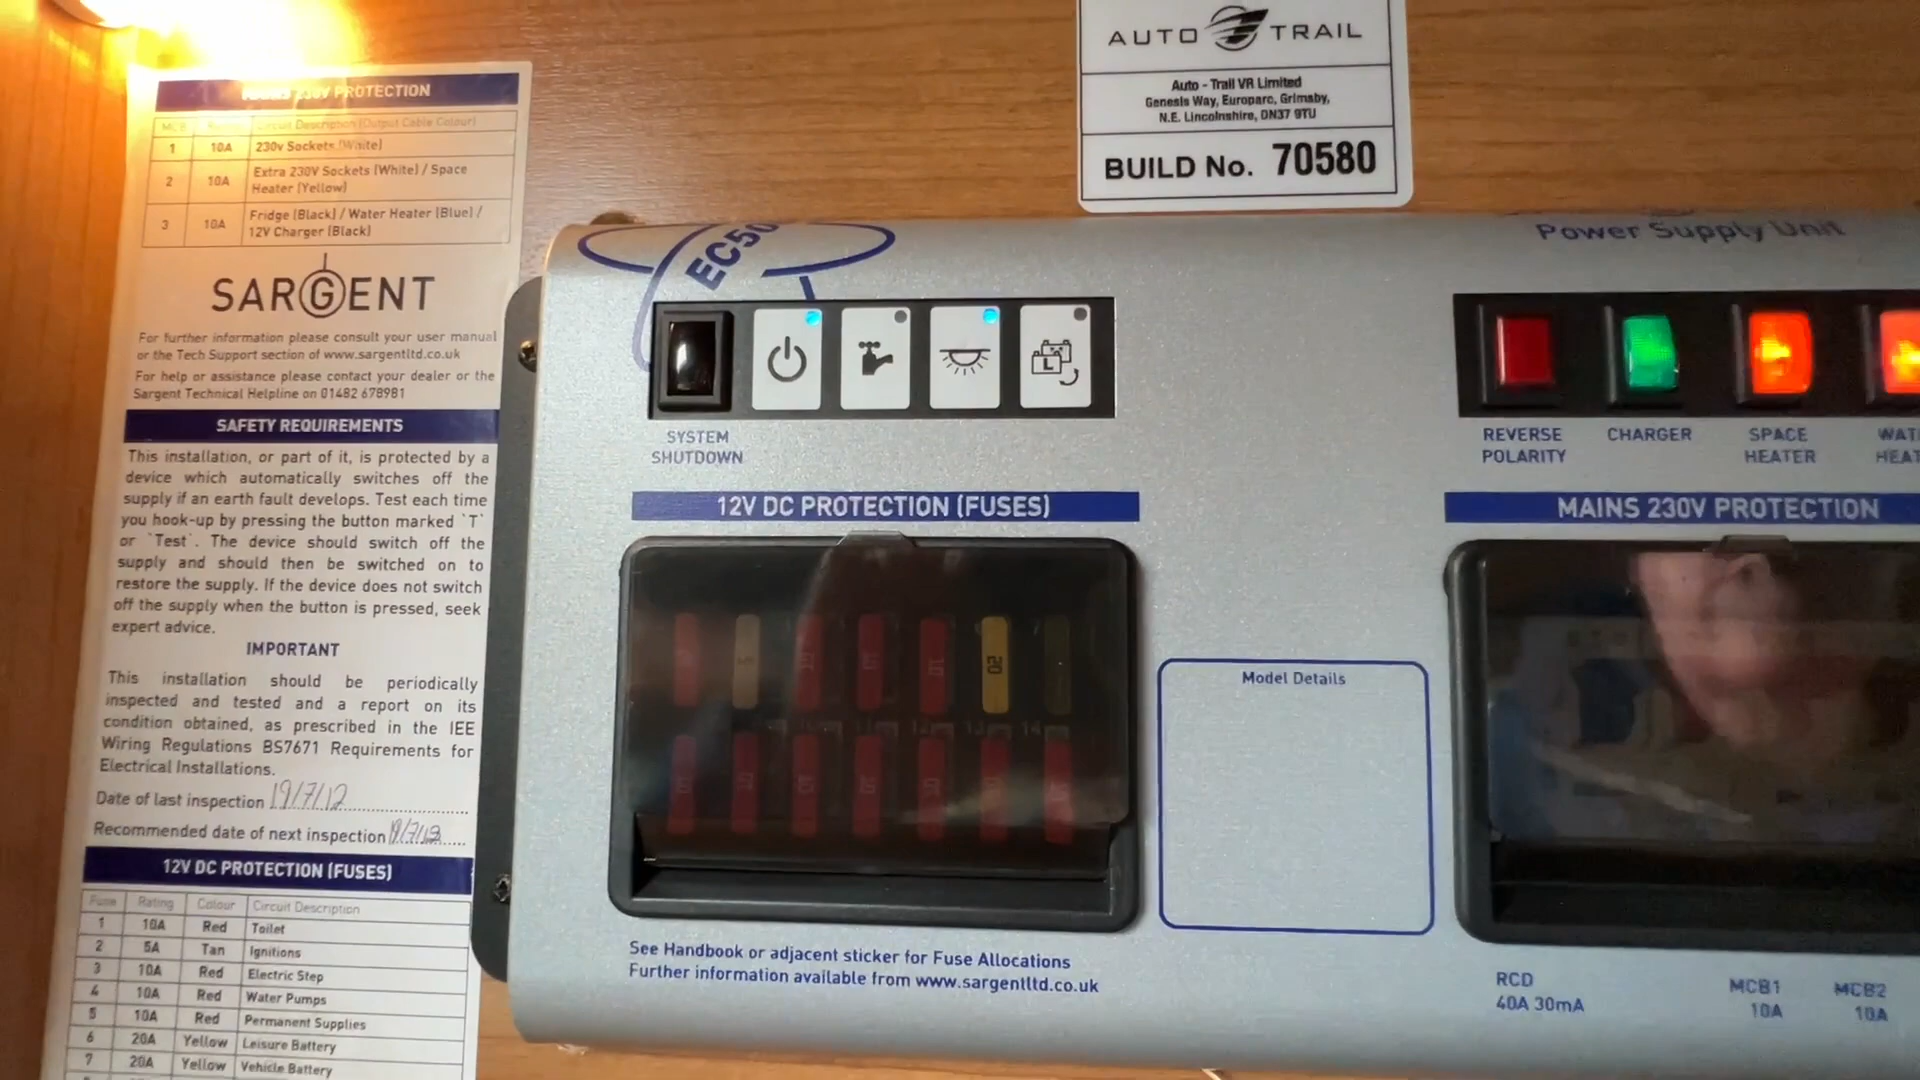 MAINS 230V PROTECTION
MCB Rating Circuit Description (Output Cable Colour)
1 10A 230v Sockets (White)
2 10A Extra 230V Sockets (White) / Space
Heater (Yellow)
3 10A Fridge (Black) / Water Heater (Blue) /
12V Charger (Black)
SARGENT
For further information please consult your user manual
or the Tech Support section of www.sargentltd.co.uk
For help or assistance please contact your dealer or the
Sargent Technical Helpline on 01482 678981
SAFETY REQUIREMENTS
This installation, or part of it, is protected by a
device which automatically switches off the
supply if an earth fault develops. Test each time
you hook-up by pressing the button marked `T`
or `Test`. The device should switch off the
supply and should then be switched on to
restore the supply. If the device does not switch
off the supply when the button is pressed, seek
expert advice.
IMPORTANT
This installation should be periodically
inspected and tested and a report on its
condition obtained, as prescribed in the IEE
Wiring Regulations BS7671 Requirements for
Electrical Installations.
Date of last inspection 19/7/12
Recommended date of next inspection
12V DC PROTECTION (FUSES)
Fuse Rating Colour Circuit Description
1 10A Red Toilet
2 5A Tan Ignitions
3 10A Red Electric Step
4 10A Red Water Pumps
5 10A Red Permanent Supplies
6 20A Yellow Leisure Battery
7 20A Yellow Vehicle Battery
AUTO TRAIL
Auto - Trail VR Limited
Genesis Way, Europarc, Grimsby,
N.E. Lincolnshire, DN37 9TU
BUILD No. 70580
Power Supply Unit
L
SYSTEM
SHUTDOWN
REVERSE
POLARITY
CHARGER
SPACE
HEATER
12V DC PROTECTION (FUSES)
MAINS 230V PROTECTION
20
11 12 13 14
Model Details
See Handbook or adjacent sticker for Fuse Allocations
Further information available from www.sargentltd.co.uk
RCD
40A 30mA
MCB1
10A
MCB2
10A